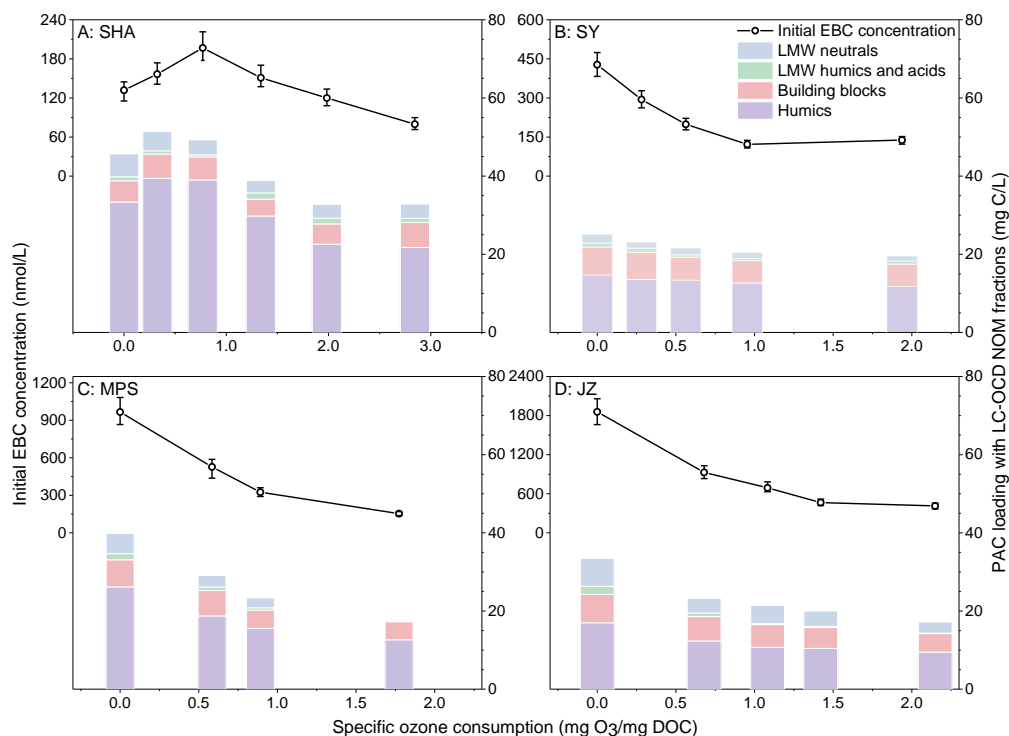 A: SHA
240
180
120
60
0
80
60
40
20
0
0.0 1.0 2.0 3.0
B: SY
600
450
300
150
0
Initial EBC concentration
LMW neutrals
LMW humics and acids
Building blocks
Humics
80
60
40
20
0
0.0 0.5 1.0 1.5 2.0
C: MPS
1200
900
600
300
0
80
60
40
20
0
0.0 0.5 1.0 1.5 2.0
D: JZ
2400
1800
1200
600
0
80
60
40
20
0
0.0 0.5 1.0 1.5 2.0
Initial EBC concentration (nmol/L)
PAC loading with LC-OCD NOM fractions (mg C/L)
Specific ozone consumption (mg O3/mg DOC)